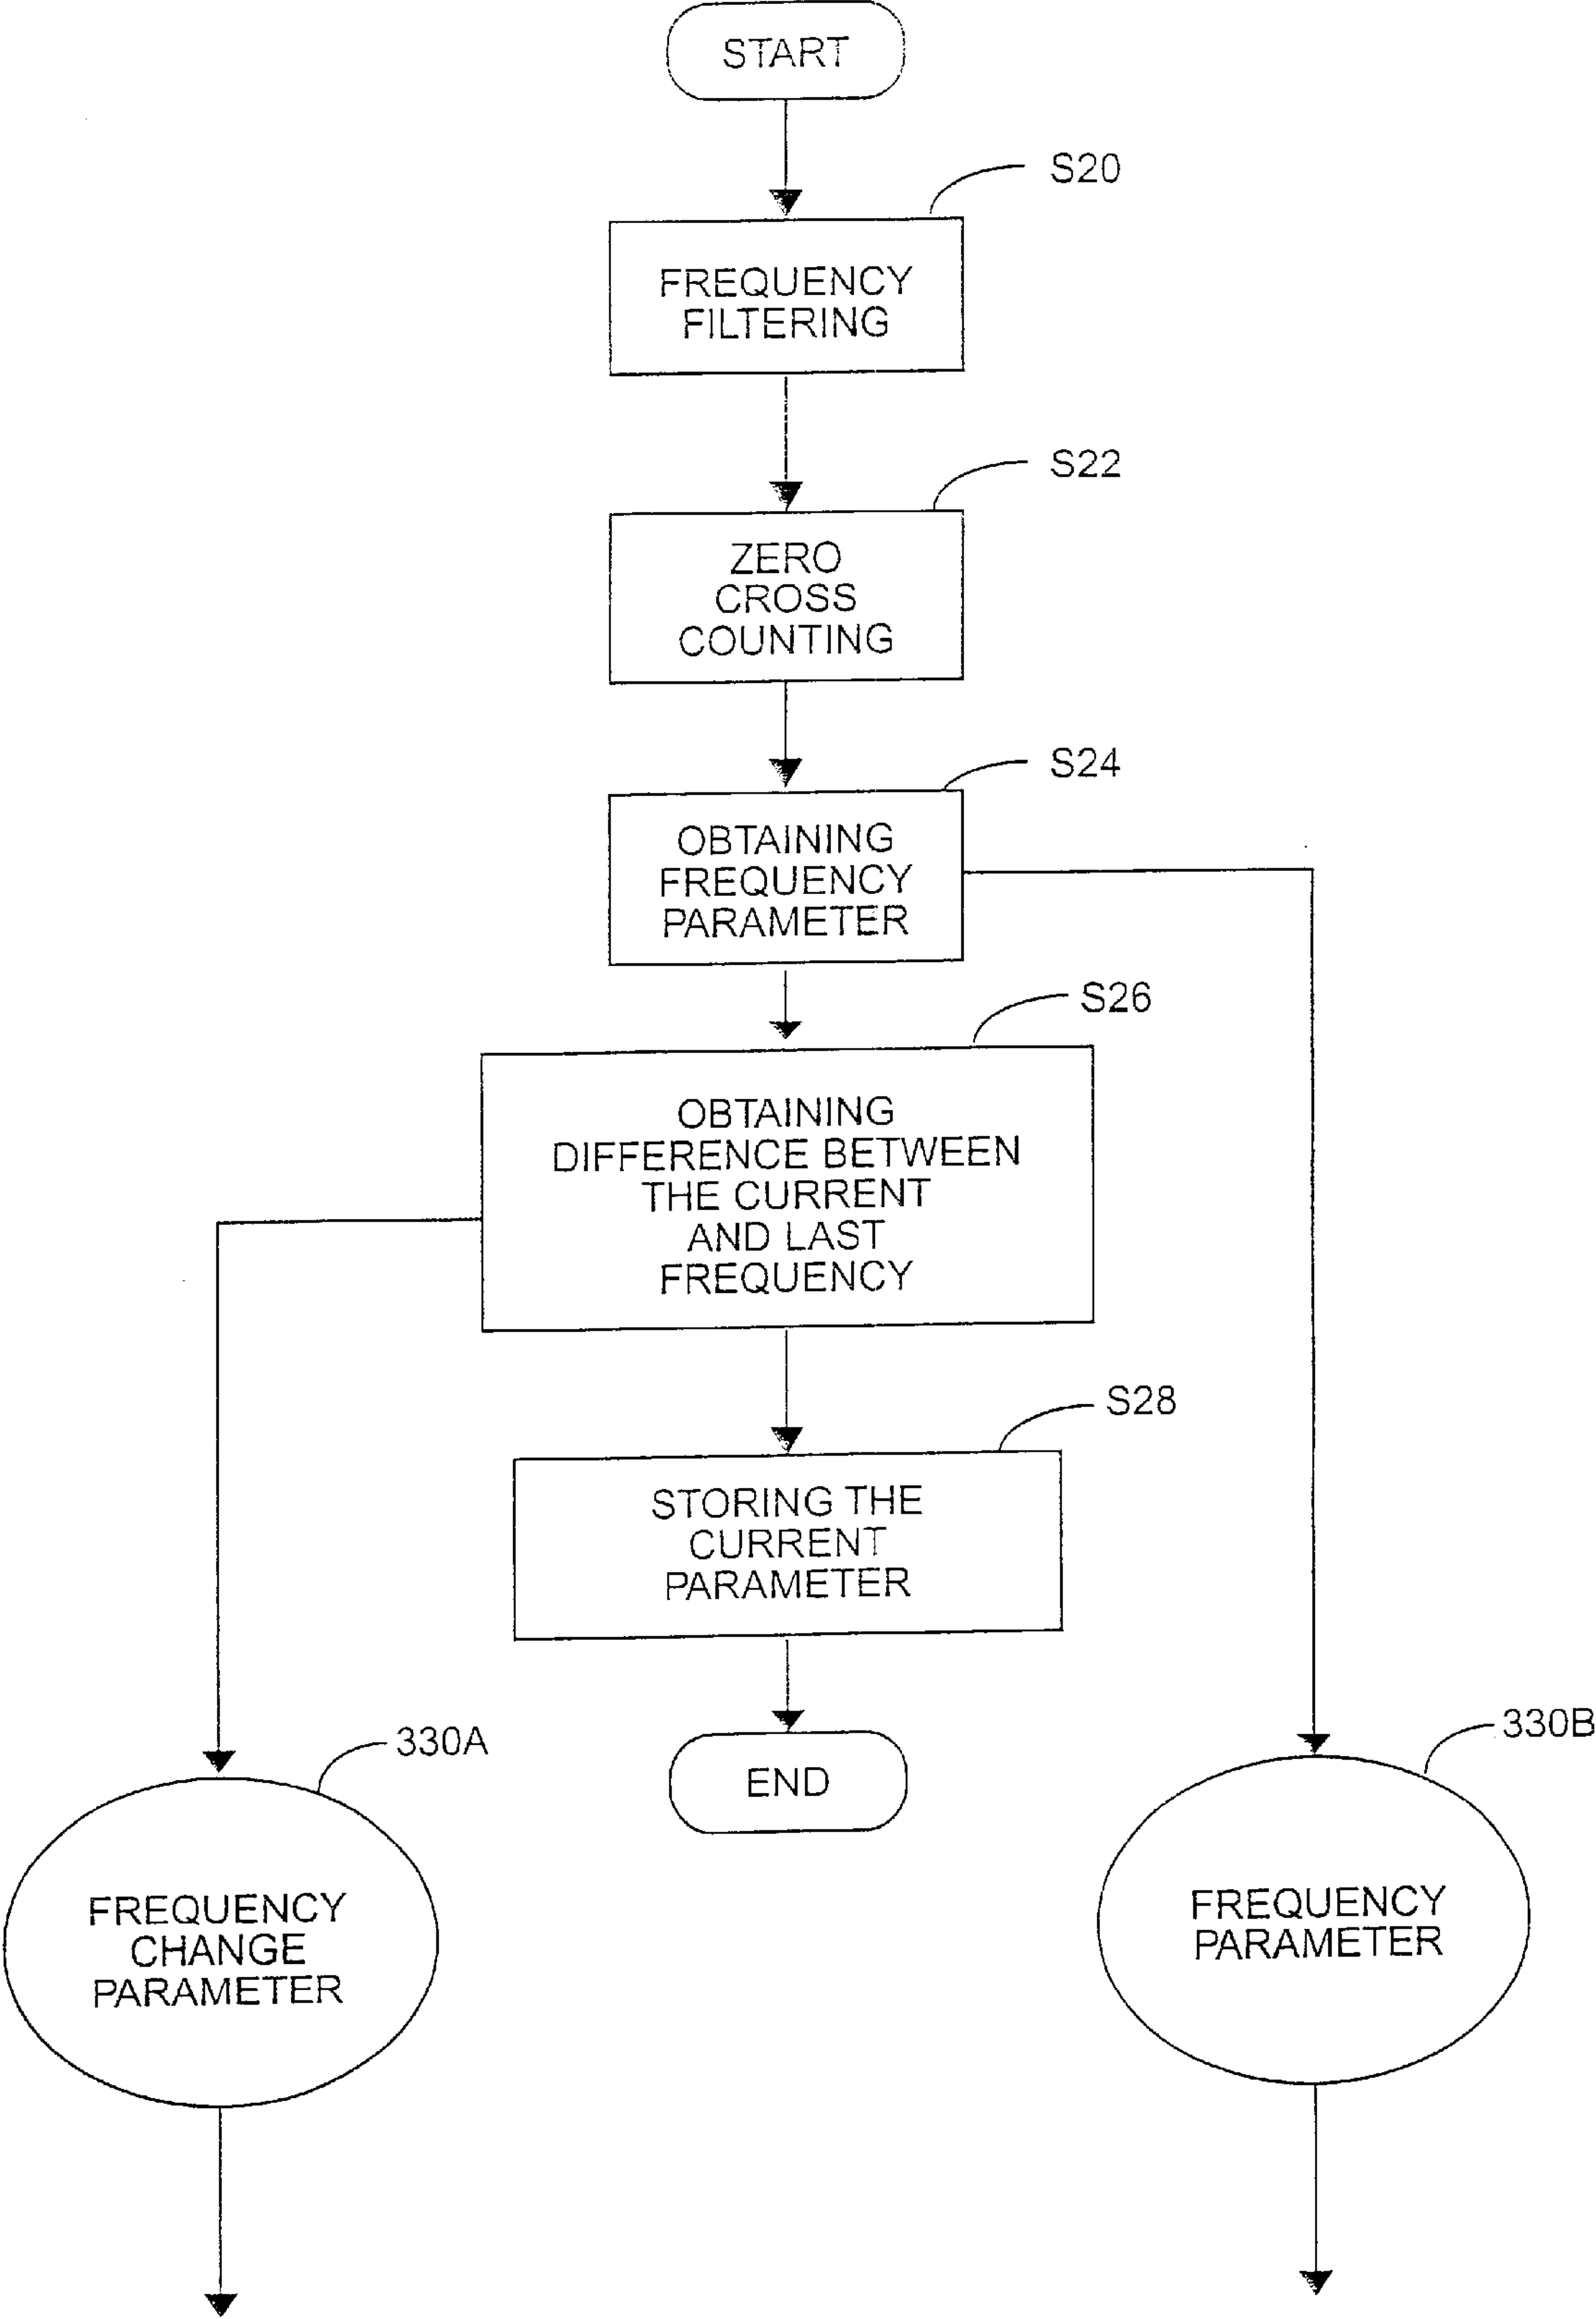 START
S20
FREQUENCY
FILTERING
S22
ZERO
CROSS
COUNTING
S24
OBTAINING
FREQUENCY
PARAMETER
S26
OBTAINING
DIFFERENCE BETWEEN
THE CURRENT
AND LAST
FREQUENCY
S28
STORING THE
CURRENT
PARAMETER
330A
330B
END
FREQUENCY
CHANGE
PARAMETER
FREQUENCY
PARAMETER